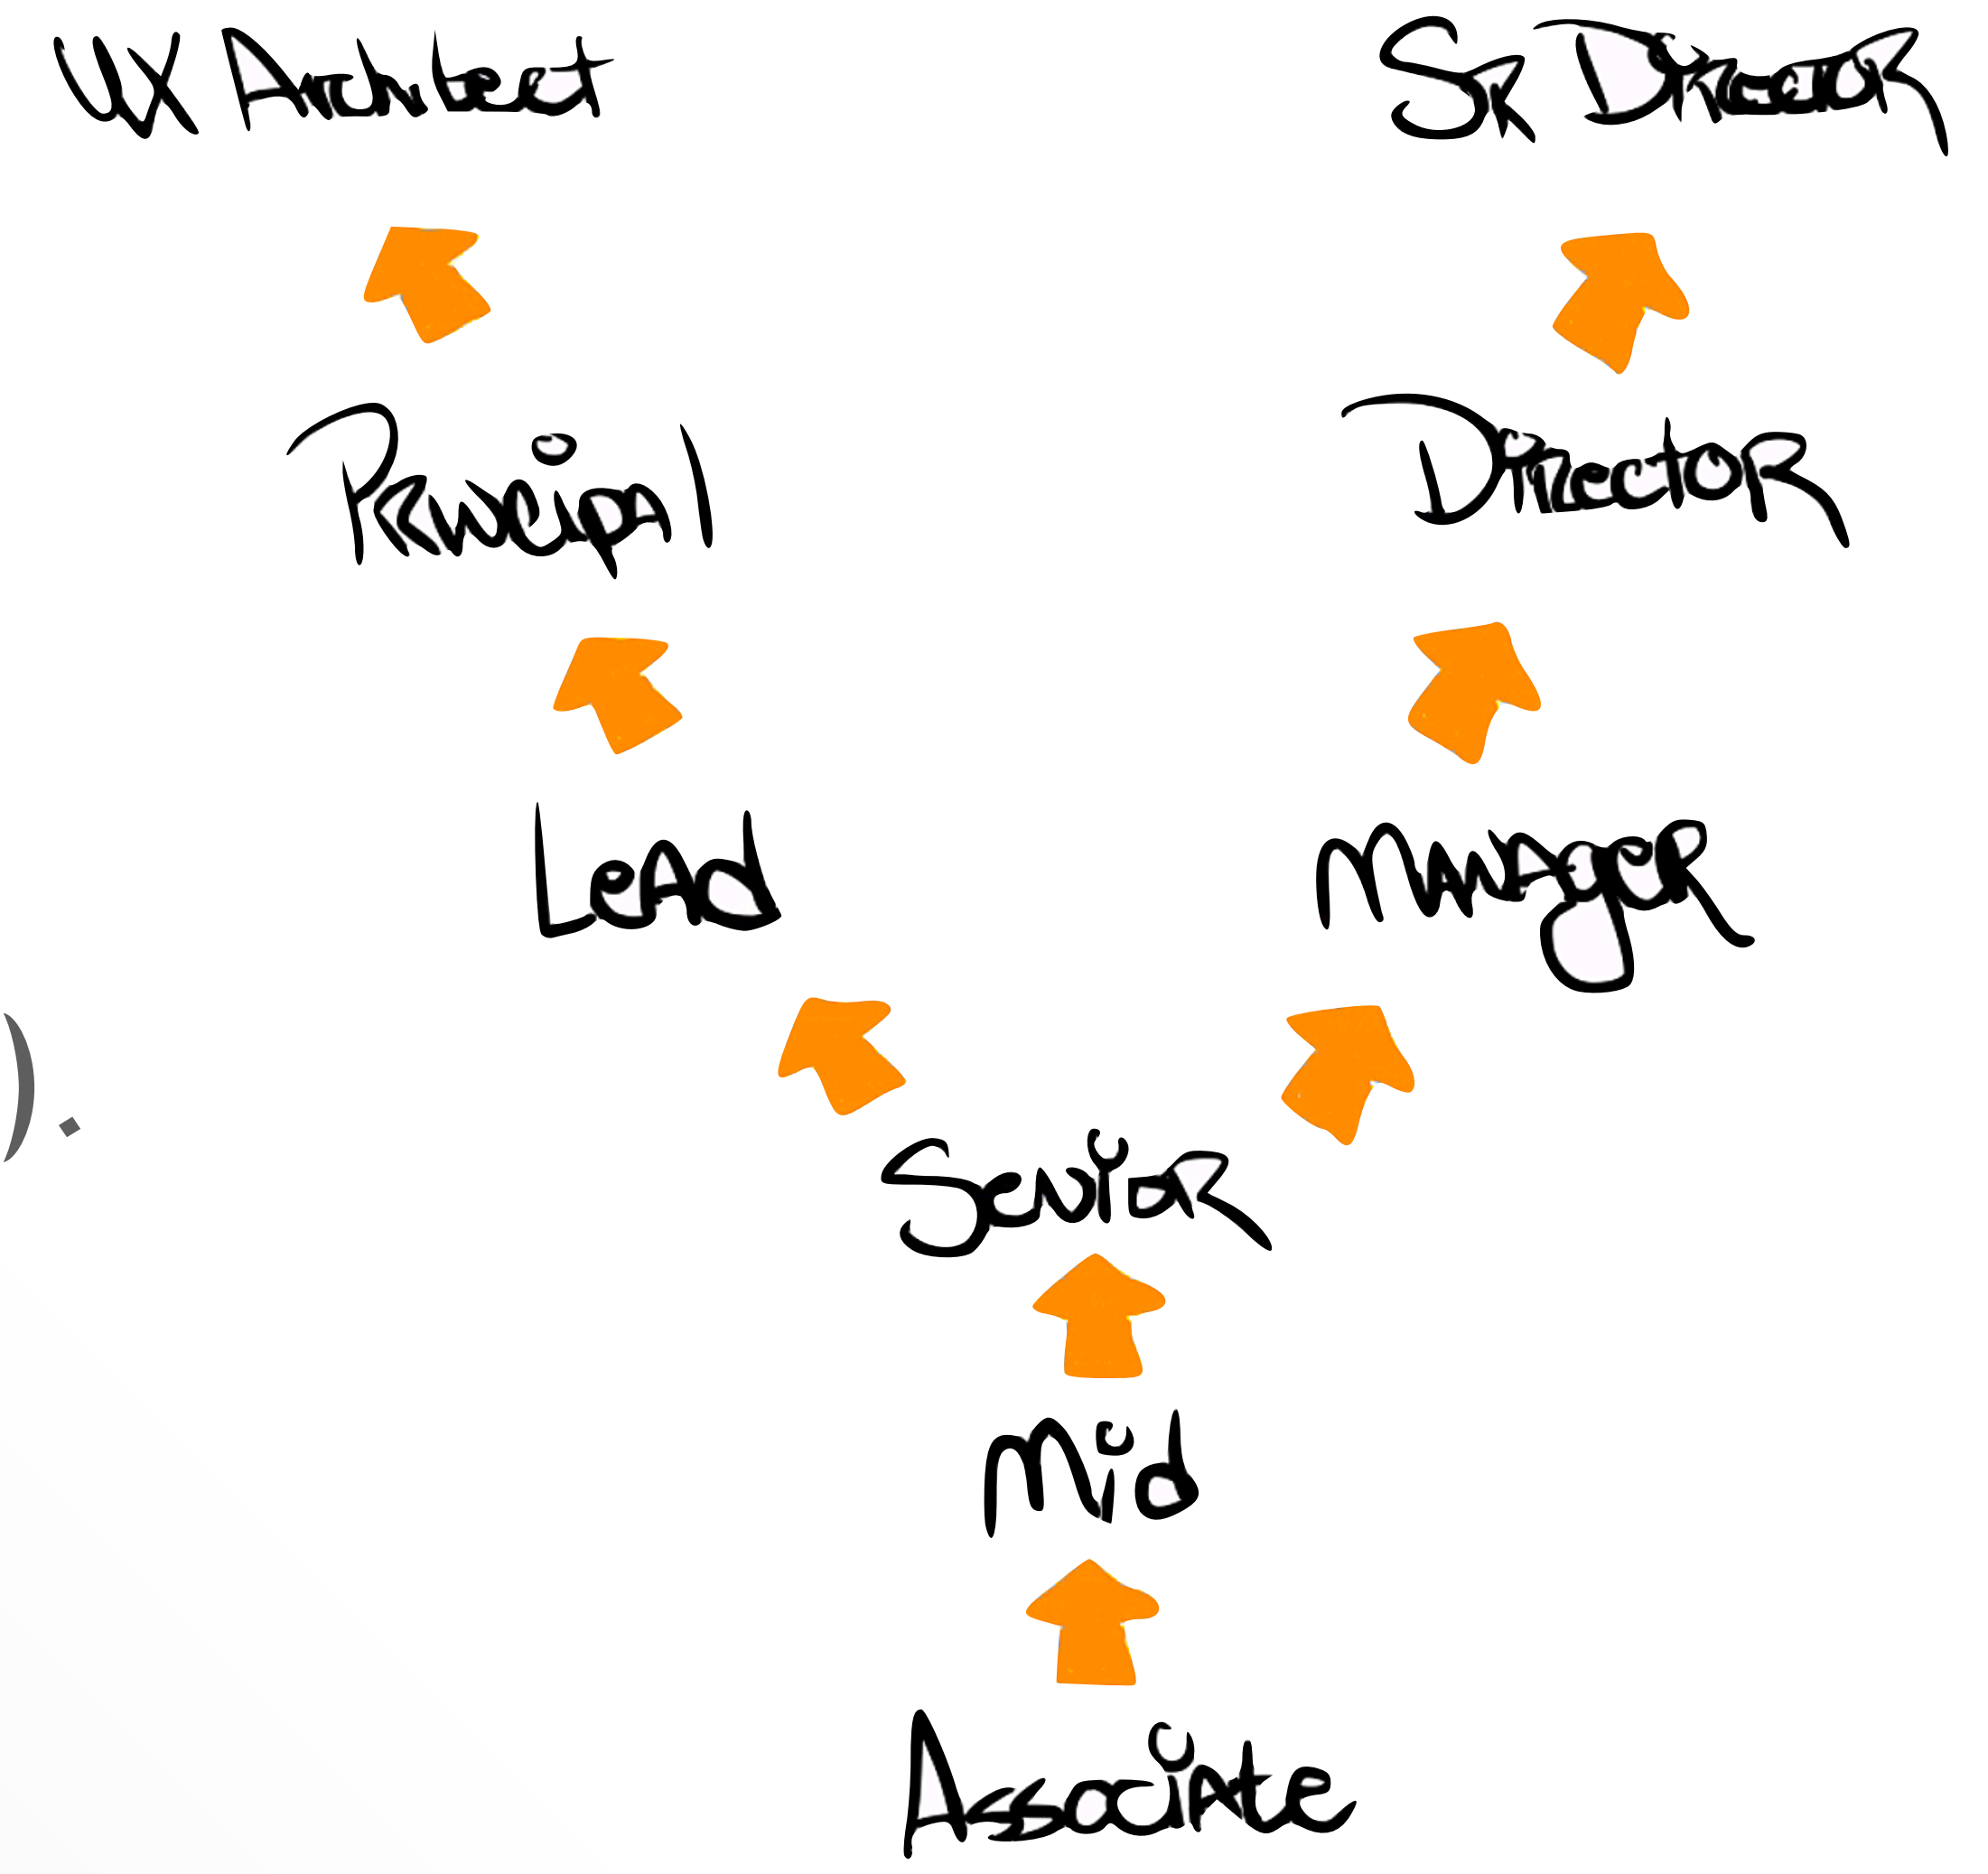 UX Architect
Sr Director
Principal
Director
Lead
Manager
).
Senior
Mid
Associate